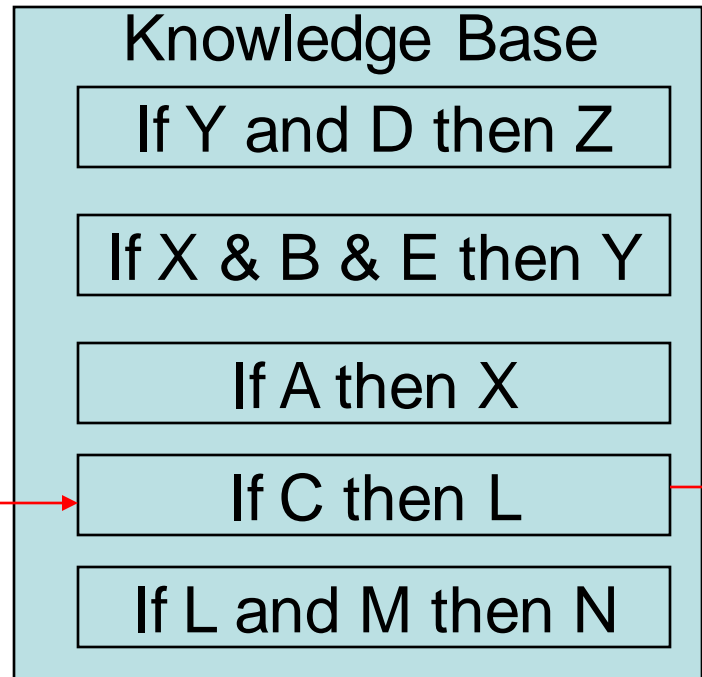 Knowledge Base
If Y and D then Z
If X & B & E then Y
If A then X
If C then L
If L and M then N